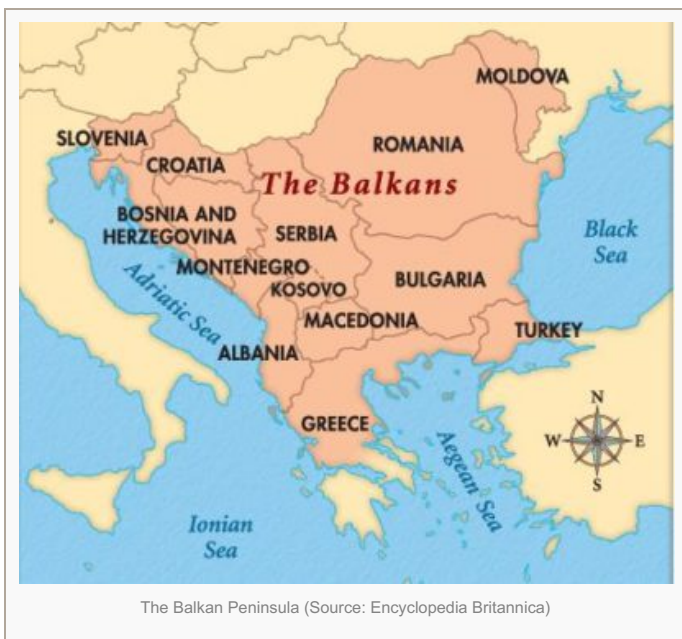 MOLDOVA
SLOVENIA
ROMANIA
CROATIA
The Balkans
BOSNIA AND
HERZEGOVINA
SERBIA
Black
Sea
MONTENEGRO
KOSOVO
BULGARIA
Adriatic Sea
MACEDONIA
TURKEY
ALBANIA
N
W
E
S
GREECE
Aegean Sea
Ionian
Sea
The Balkan Peninsula (Source: Encyclopedia Britannica)